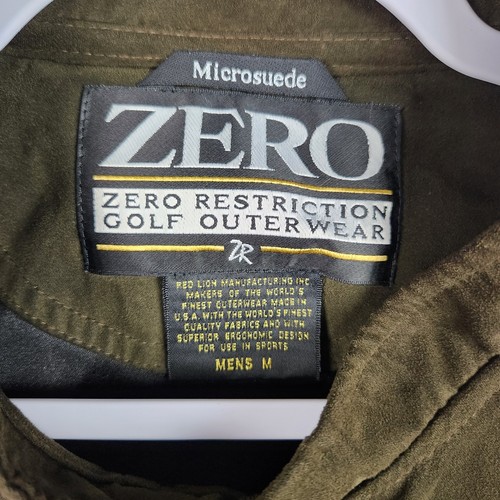 Microsuede
ZERO
ZERO RESTRICTION
GOLF OUTERWEAR
ZR
RED LION MANUFACTURING INC.
MAKERS OF THE WORLD'S
FINEST OUTERWEAR MADE IN
U.S.A. WITH THE WORLD'S FINEST
QUALITY FABRICS AND WITH
SUPERIOR ERGONOMIC DESIGN
FOR USE IN SPORTS
MENS M